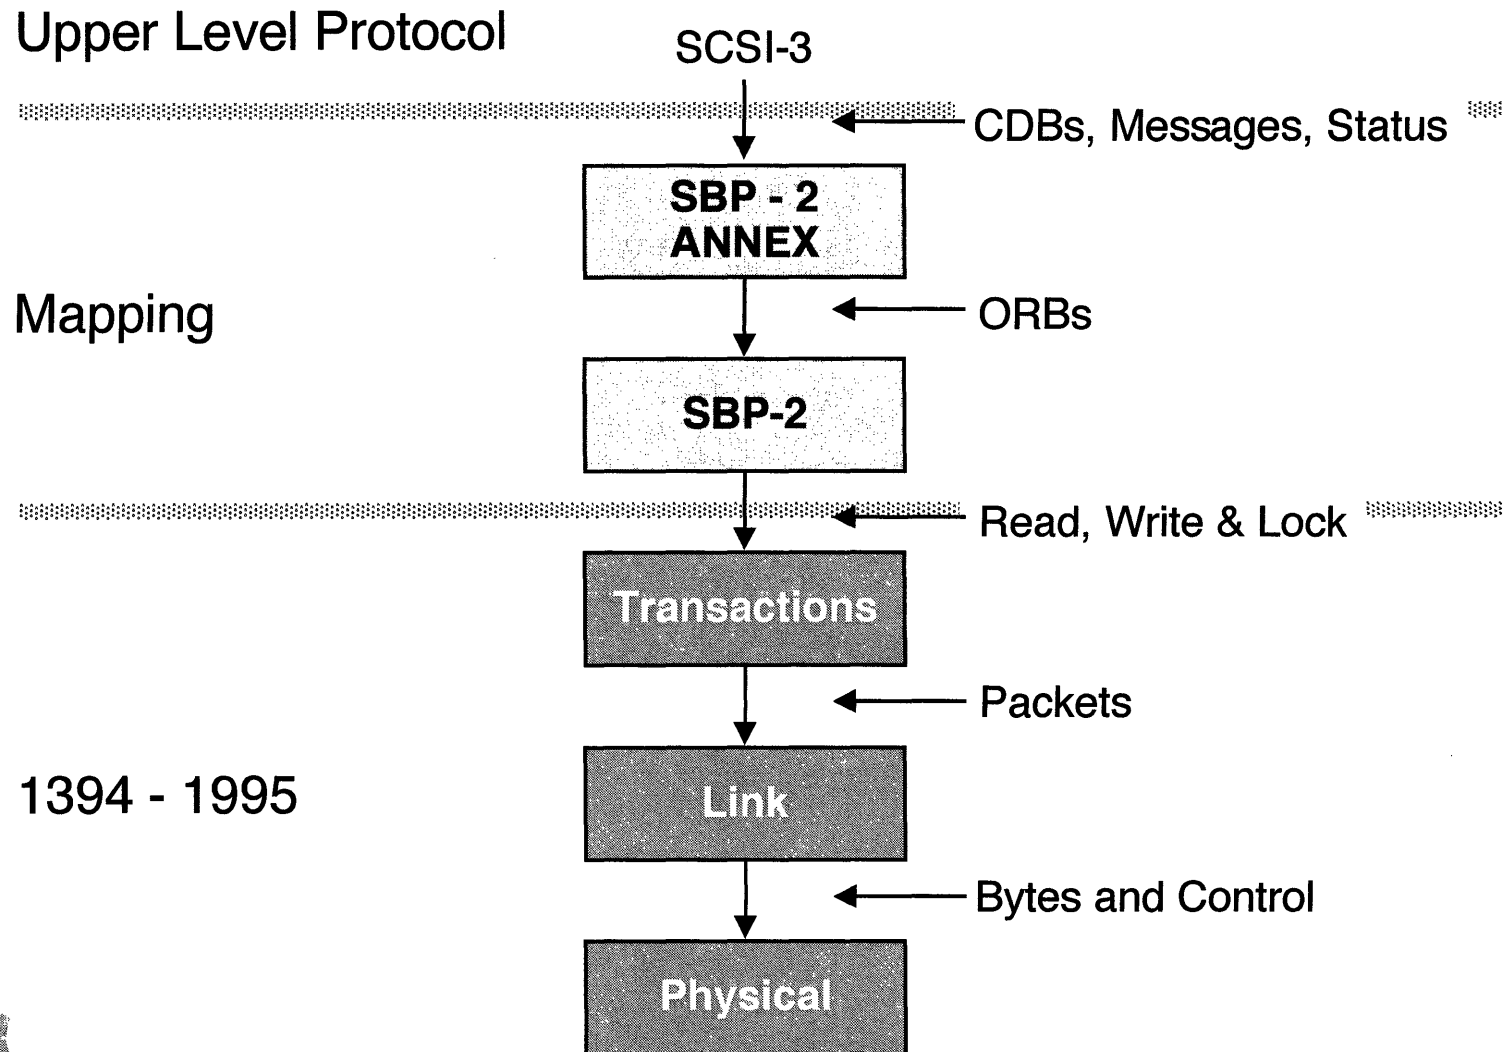 Upper Level Protocol
SCSI-3
CDBs, Messages, Status
SBP - 2
ANNEX
Mapping
ORBs
SBP-2
Read, Write & Lock
Transactions
Packets
1394 - 1995
Link
Bytes and Control
Physical